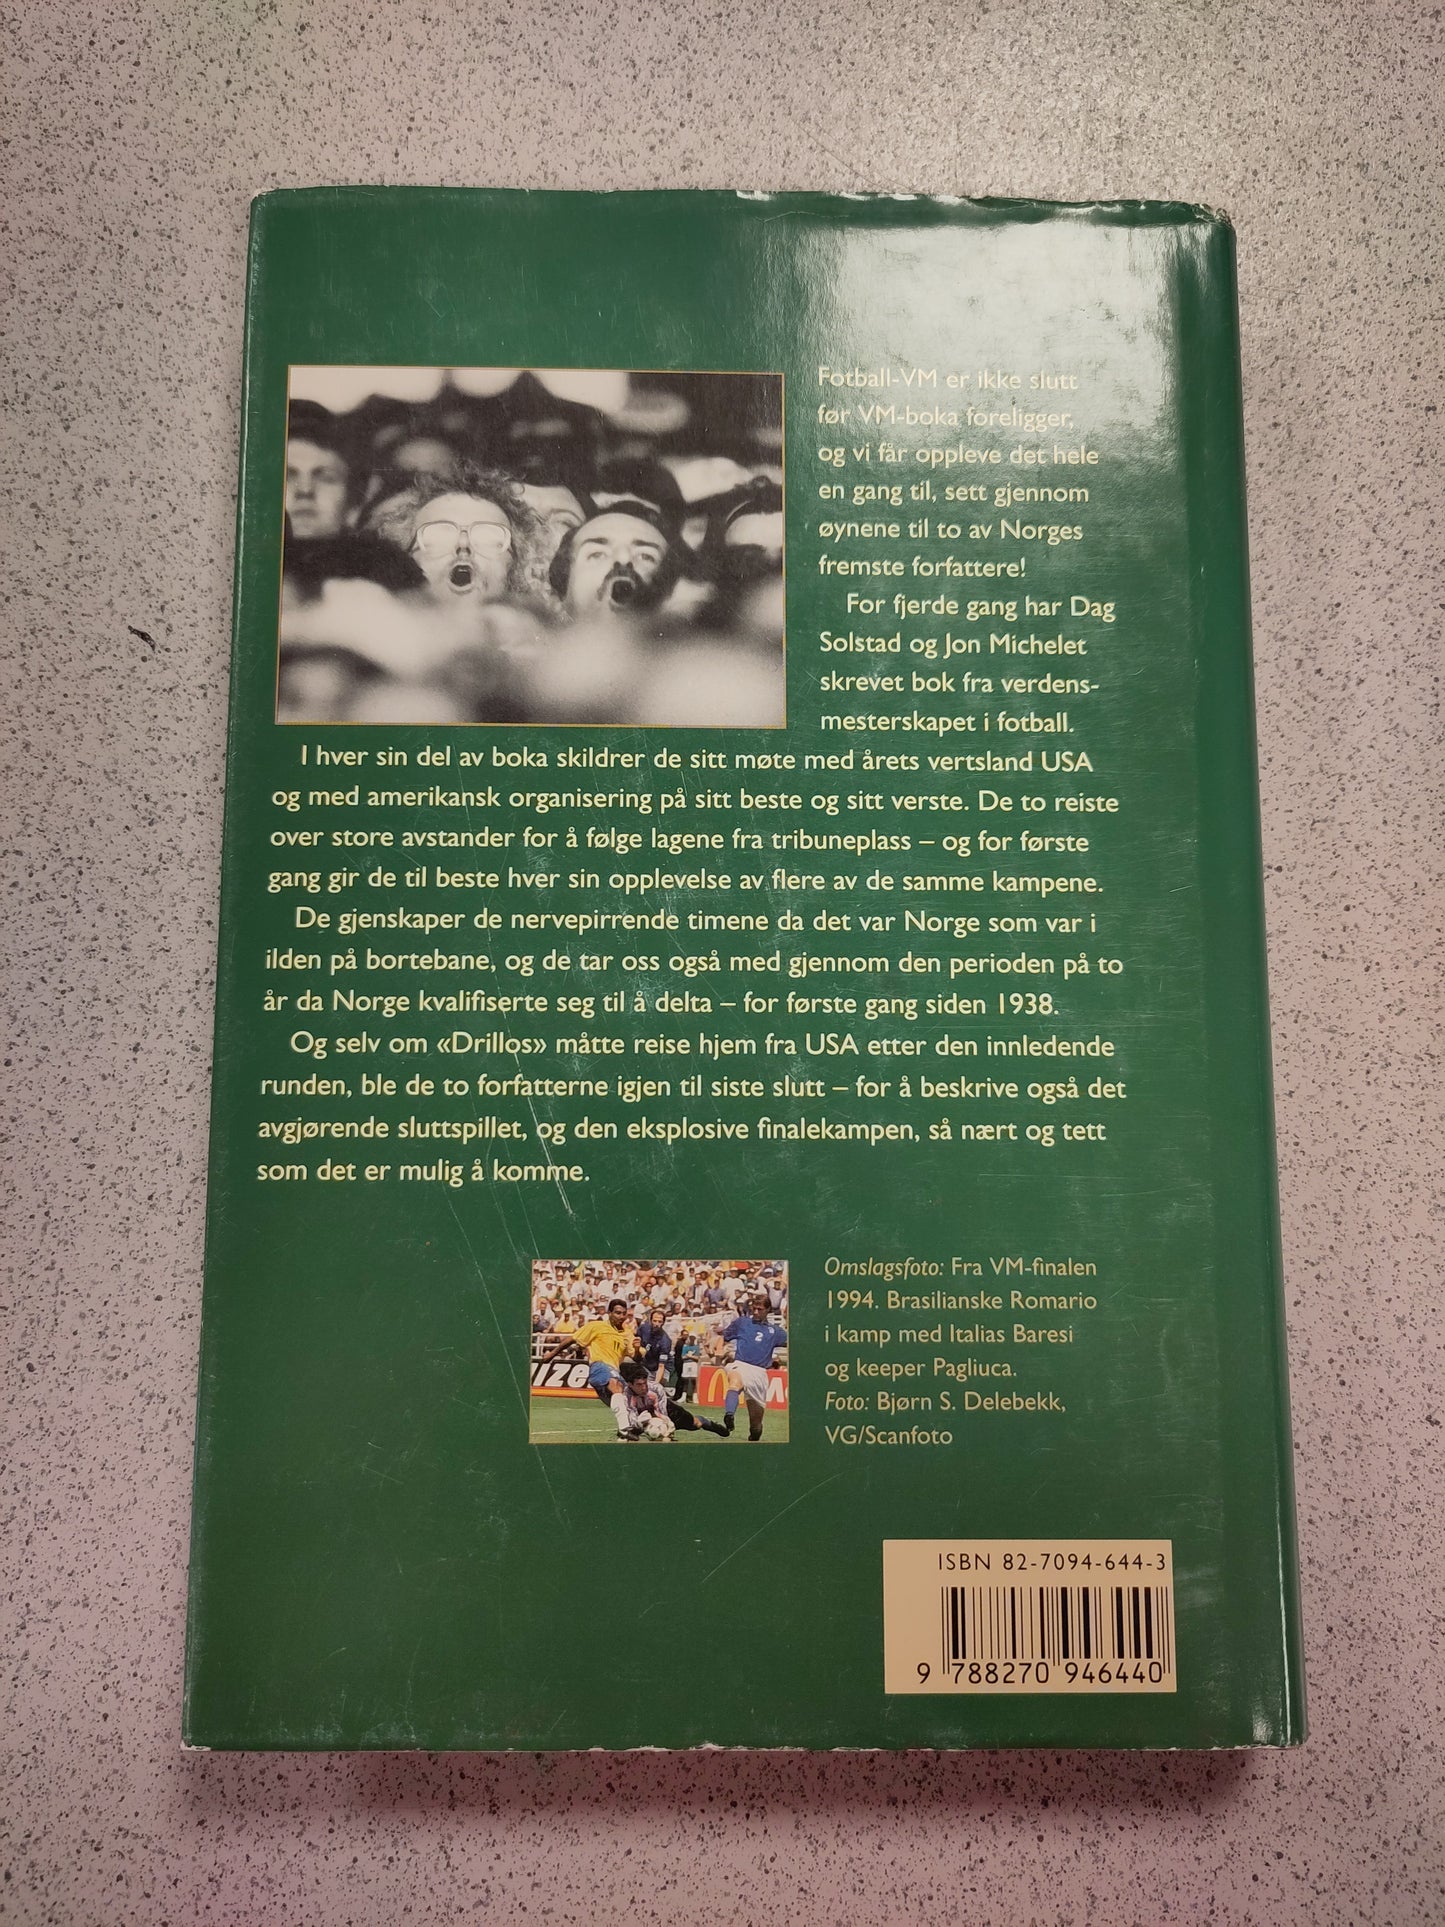 Fotball-VM er ikke slutt
før VM-boka foreligger,
og vi får oppleve det hele
en gang til, sett gjennom
øynene til to av Norges
fremste forfattere!
For fjerde gang har Dag
Solstad og Jon Michelet
skrevet bok fra verdens-
mesterskapet i fotball.
I hver sin del av boka skildrer de sitt møte med årets vertsland USA
og med amerikansk organisering på sitt beste og sitt verste. De to reiste
over store avstander for å følge lagene fra tribuneplass – og for første
gang gir de til beste hver sin opplevelse av flere av de samme kampene.
De gjenskaper de nervepirrende timene da det var Norge som var i
ilden på bortebane, og de tar oss også med gjennom den perioden på to
år da Norge kvalifiserte seg til å delta – for første gang siden 1938.
Og selv om «Drillos» måtte reise hjem fra USA etter den innledende
runden, ble de to forfatterne igjen til siste slutt – for å beskrive også det
avgjørende sluttspillet, og den eksplosive finalekampen, så nært og tett
som det er mulig å komme.
Omslagsfoto: Fra VM-finalen
1994. Brasilianske Romario
i kamp med Italias Baresi
og keeper Pagliuca.
Foto: Bjørn S. Delebekk,
VG/Scanfoto
ISBN 82-7094-644-3
9 788270 946440